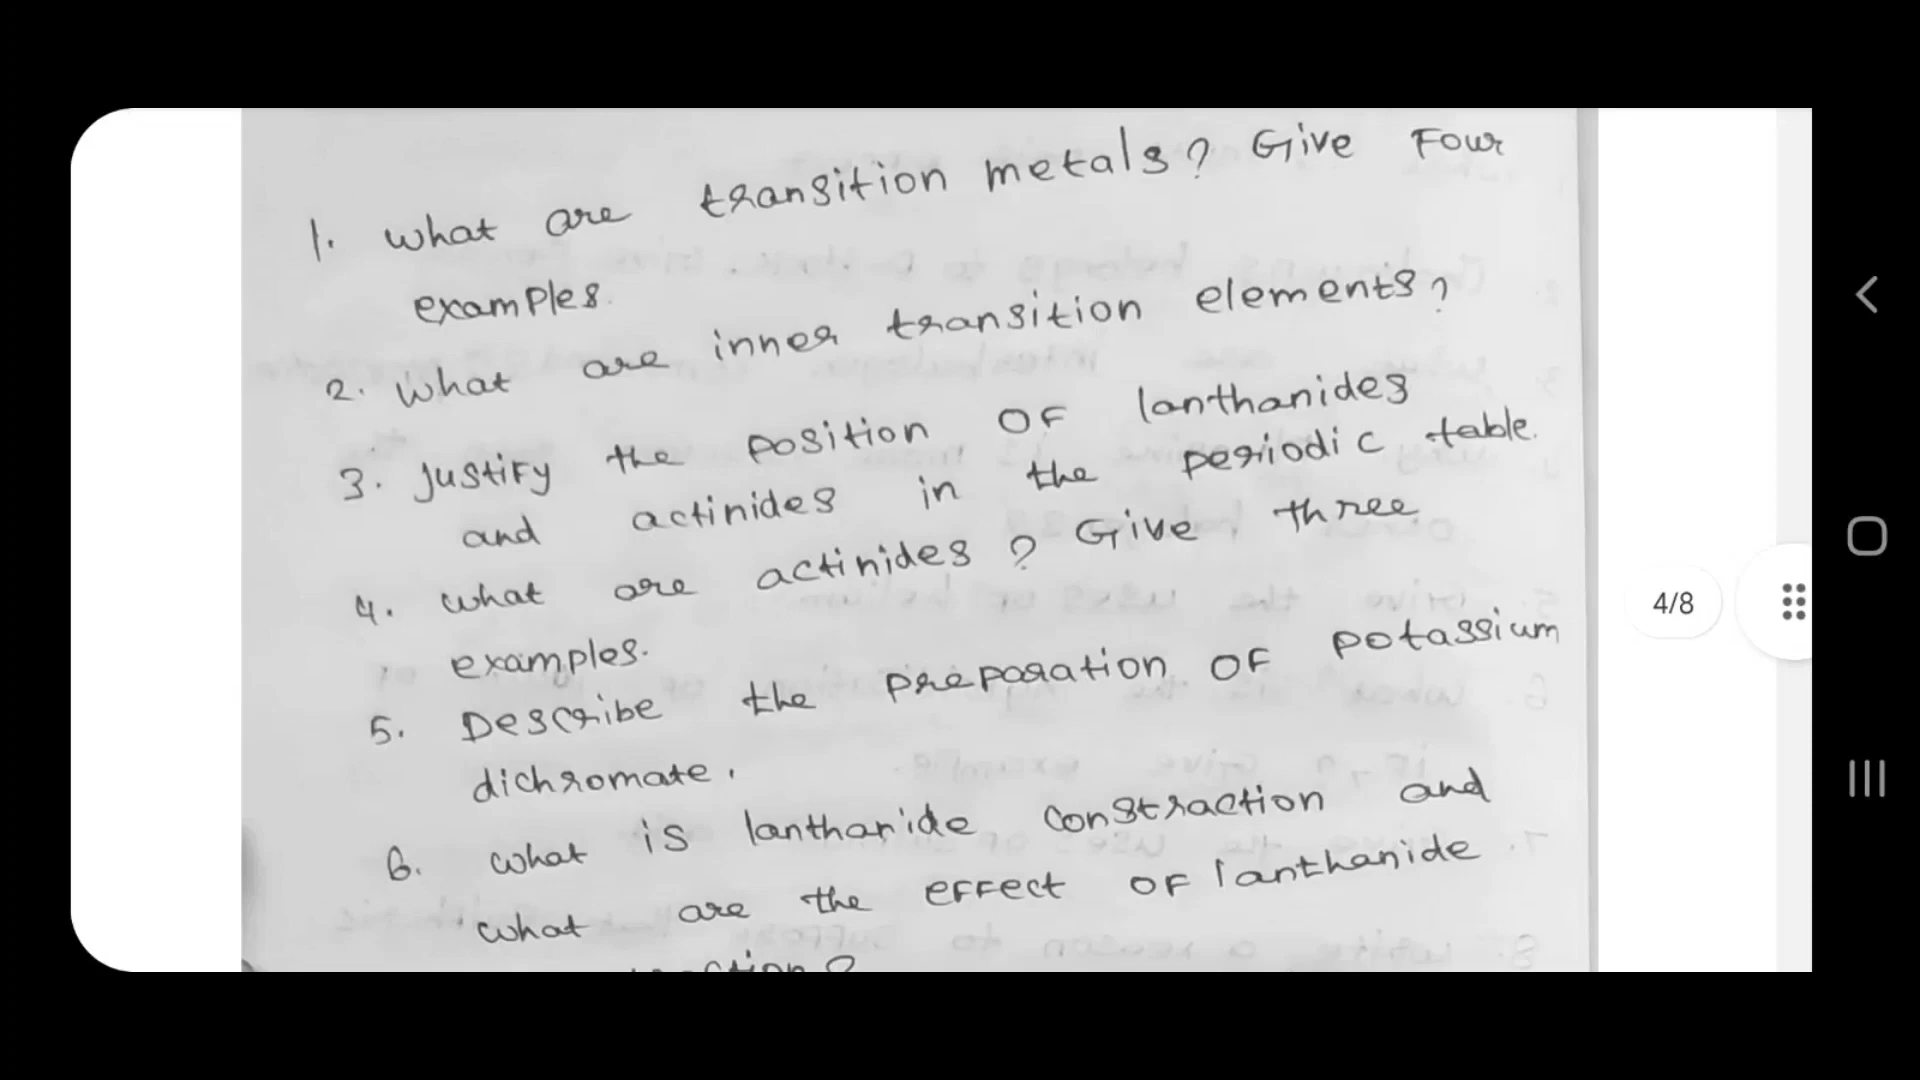 1. What are transition metals? Give Four
examples.
2. What are inner transition elements?
3. Justify the position OF lanthanides
and actinides in the periodic table.
4. What are actinides? Give three
examples.
5. Describe the preparation OF potassium
dichromate.
6. What is lanthanide constraction and
what are the effect OF lanthanide
4/8